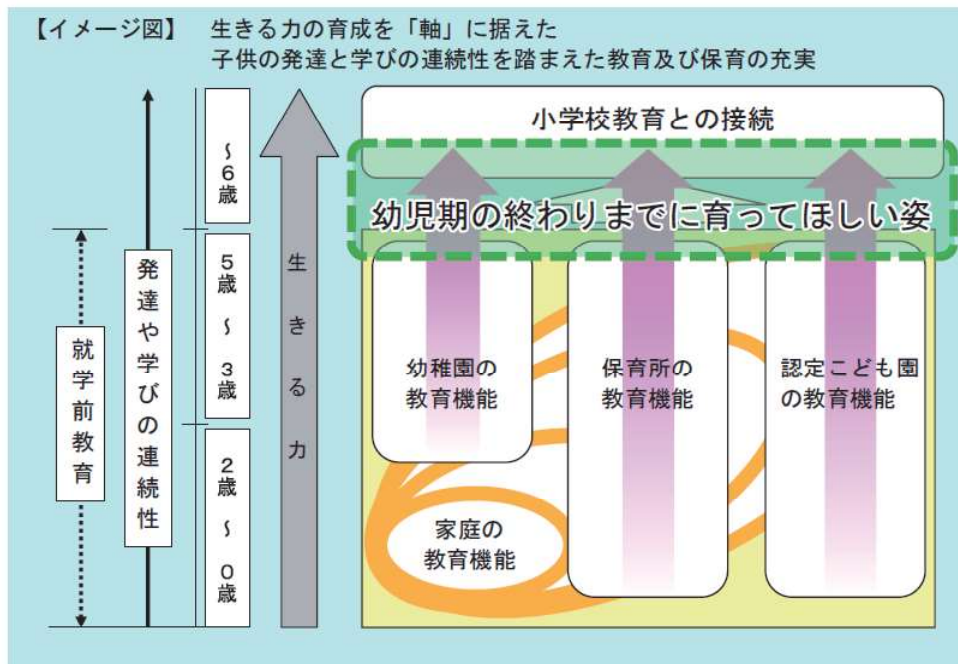 【イメージ図】 生きる力の育成を「軸」に据えた
子供の発達と学びの連続性を踏まえた教育及び保育の充実
就学前教育
発達や学びの連続性
～6歳
5歳～3歳
2歳～0歳
生きる力
小学校教育との接続
幼児期の終わりまでに育ってほしい姿
幼稚園の
教育機能
保育所の
教育機能
認定こども園
の教育機能
家庭の
教育機能